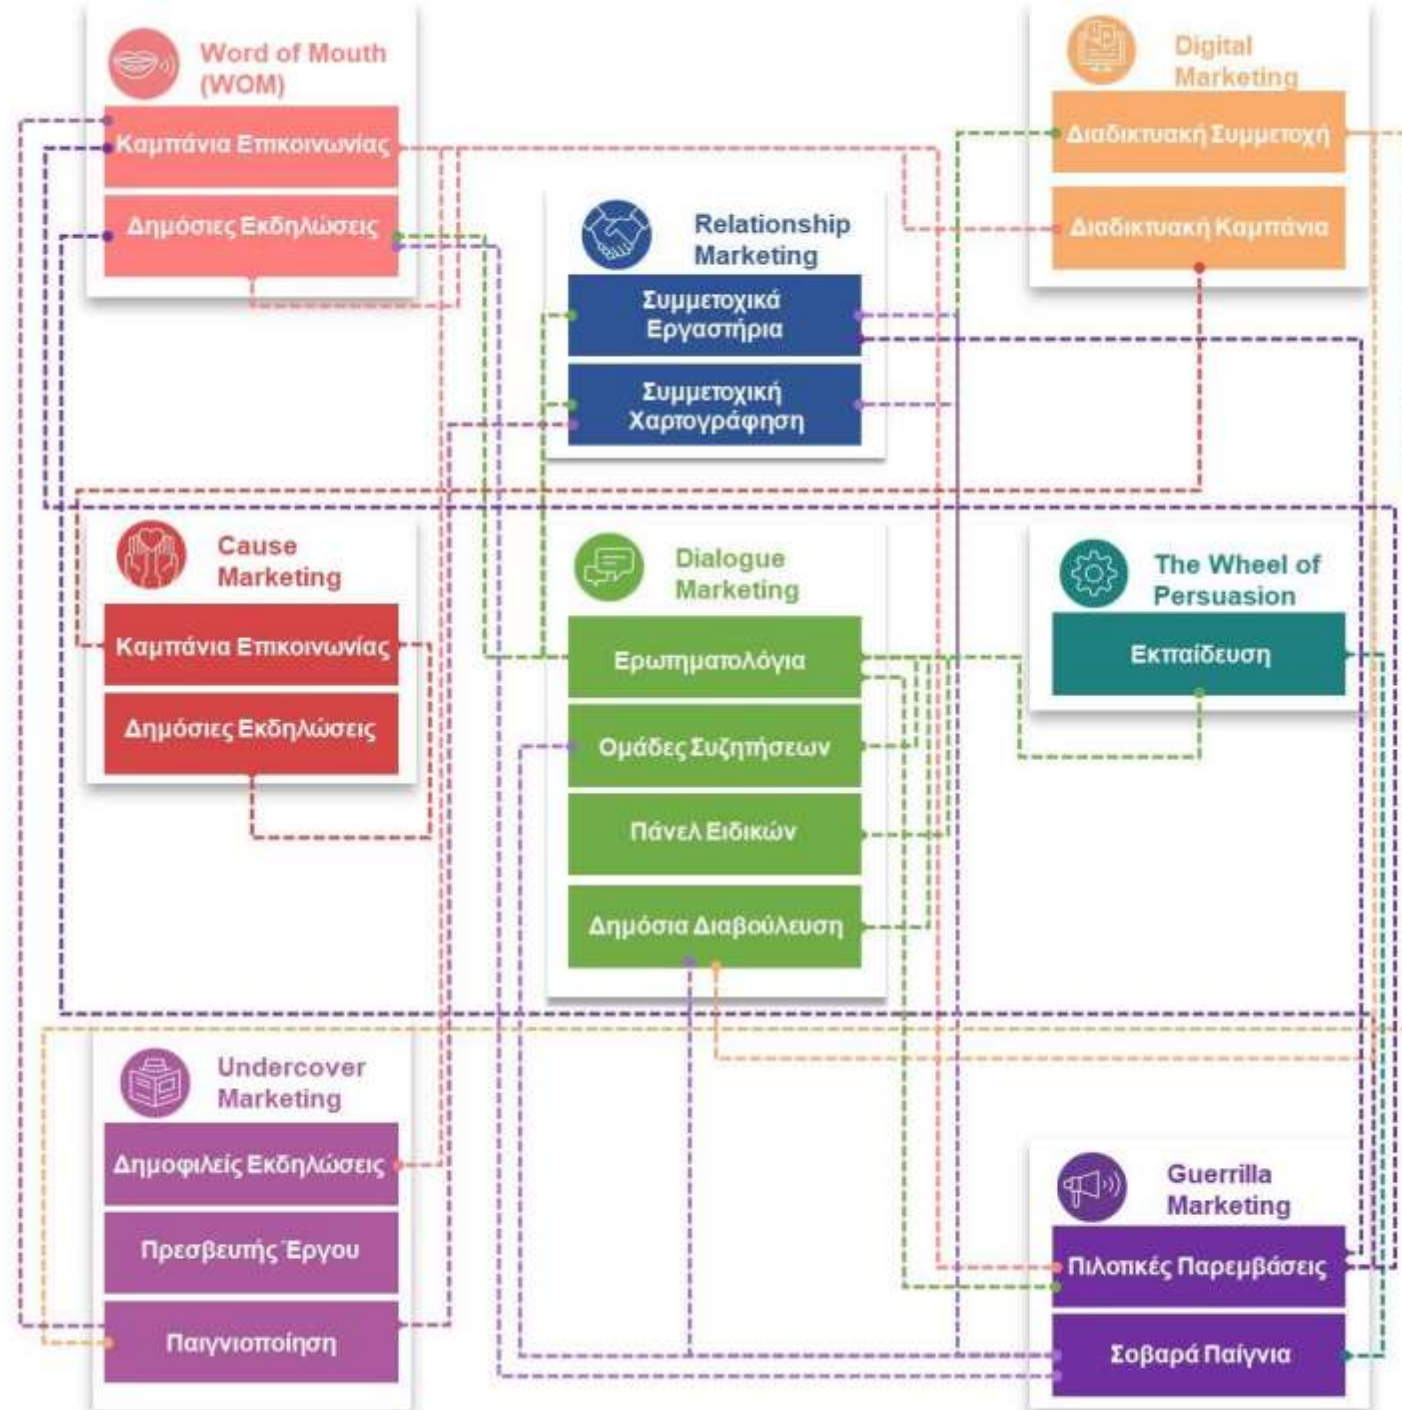 Word of Mouth
(WOM)
Καμπάνια Επικοινωνίας
Δημόσιες Εκδηλώσεις
Digital
Marketing
Διαδικτυακή Συμμετοχή
Διαδικτυακή Καμπάνια
Relationship
Marketing
Συμμετοχικά
Εργαστήρια
Συμμετοχική
Χαρτογράφηση
Cause
Marketing
Καμπάνια Επικοινωνίας
Δημόσιες Εκδηλώσεις
Dialogue
Marketing
Ερωτηματολόγια
Ομάδες Συζητήσεων
Πάνελ Ειδικών
Δημόσια Διαβούλευση
The Wheel of
Persuasion
Εκπαίδευση
Undercover
Marketing
Δημοφιλείς Εκδηλώσεις
Πρεσβευτής Έργου
Παιγνιοποίηση
Guerrilla
Marketing
Πιλοτικές Παρεμβάσεις
Σοβαρά Παίγνια